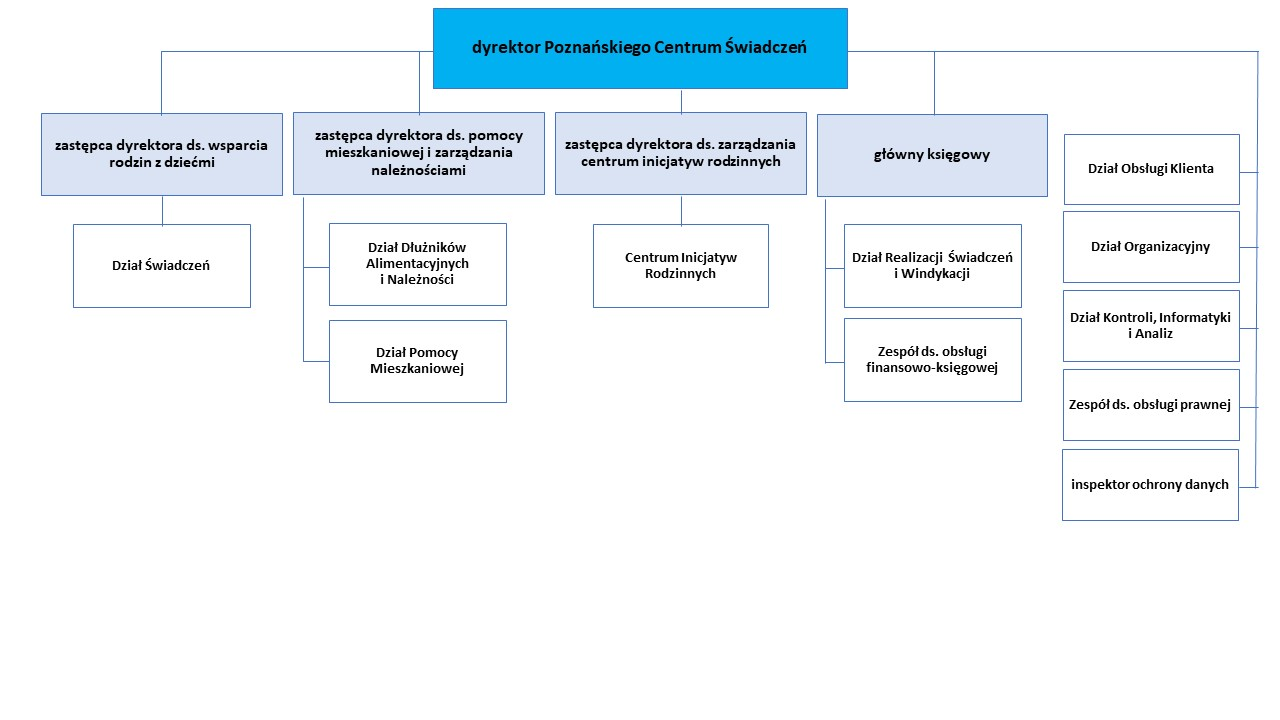 dyrektor Poznańskiego Centrum Świadczeń
zastępca dyrektora ds. wsparcia
rodzin z dziećmi
zastępca dyrektora ds. pomocy
mieszkaniowej i zarządzania
należnościami
zastępca dyrektora ds. zarządzania
centrum inicjatyw rodzinnych
główny księgowy
Dział Świadczeń
Dział Dłużników
Alimentacyjnych
i Należności
Dział Pomocy
Mieszkaniowej
Centrum Inicjatyw
Rodzinnych
Dział Realizacji Świadczeń
i Windykacji
Zespół ds. obsługi
finansowo-księgowej
Dział Obsługi Klienta
Dział Organizacyjny
Dział Kontroli, Informatyki
i Analiz
Zespół ds. obsługi prawnej
inspektor ochrony danych